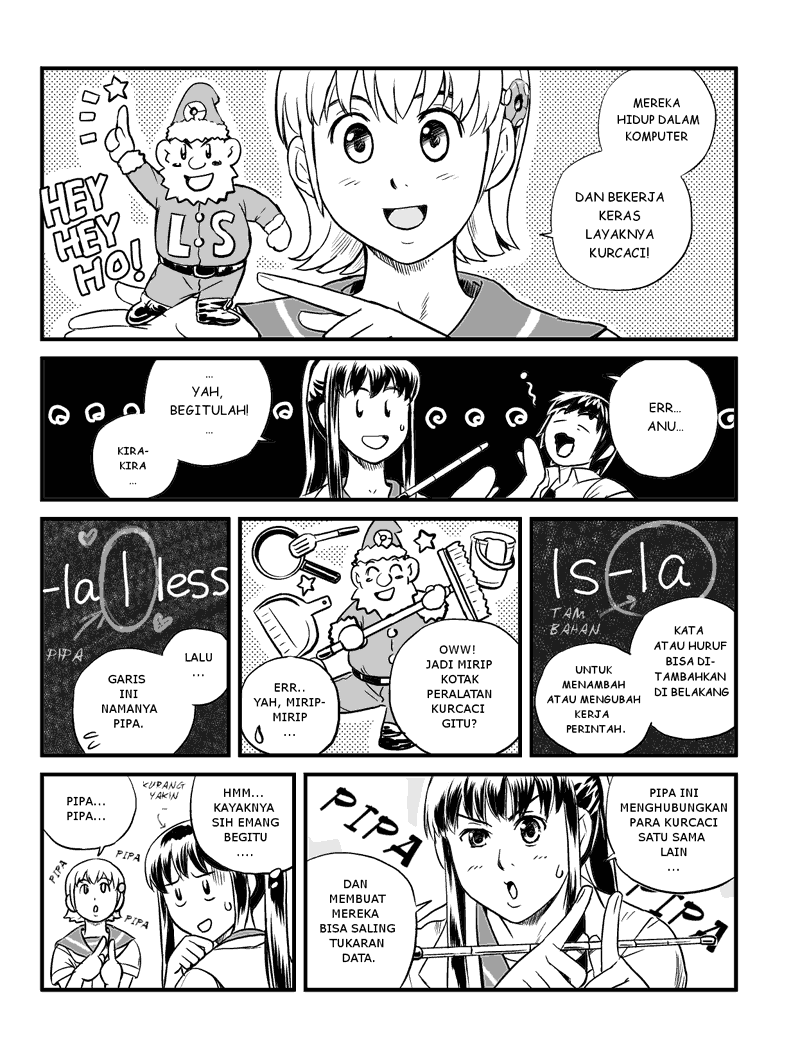 MEREKA
HIDUP DALAM
KOMPUTER
DAN BEKERJA
KERAS
LAYAKNYA
KURCACI!
HEY
HEY
HO!
L S
ERR...
ANU...
...
YAH,
BEGITULAH!
...
KIRA-
KIRA
...
ls-la
TAM
BAHAN
KATA
ATAU HURUF
BISA DI-
TAMBAHKAN
DI BELAKANG
UNTUK
MENAMBAH
ATAU MENGUBAH
KERJA
PERINTAH.
OWW!
JADI MIRIP
KOTAK
PERALATAN
KURCACI
GITU?
ERR..
YAH, MIRIP-
MIRIP
...
-la | less
PIPA
LALU
...
GARIS
INI
NAMANYA
PIPA.
PIPA INI
MENGHUBUNGKAN
PARA KURCACI
SATU SAMA
LAIN
...
PIPA
PIPA
DAN
MEMBUAT
MEREKA
BISA SALING
TUKARAN
DATA.
HMM...
KAYAKNYA
SIH EMANG
BEGITU
....
KURANG
YAKIN
PIPA...
PIPA...
PIPA
PIPA
PIPA